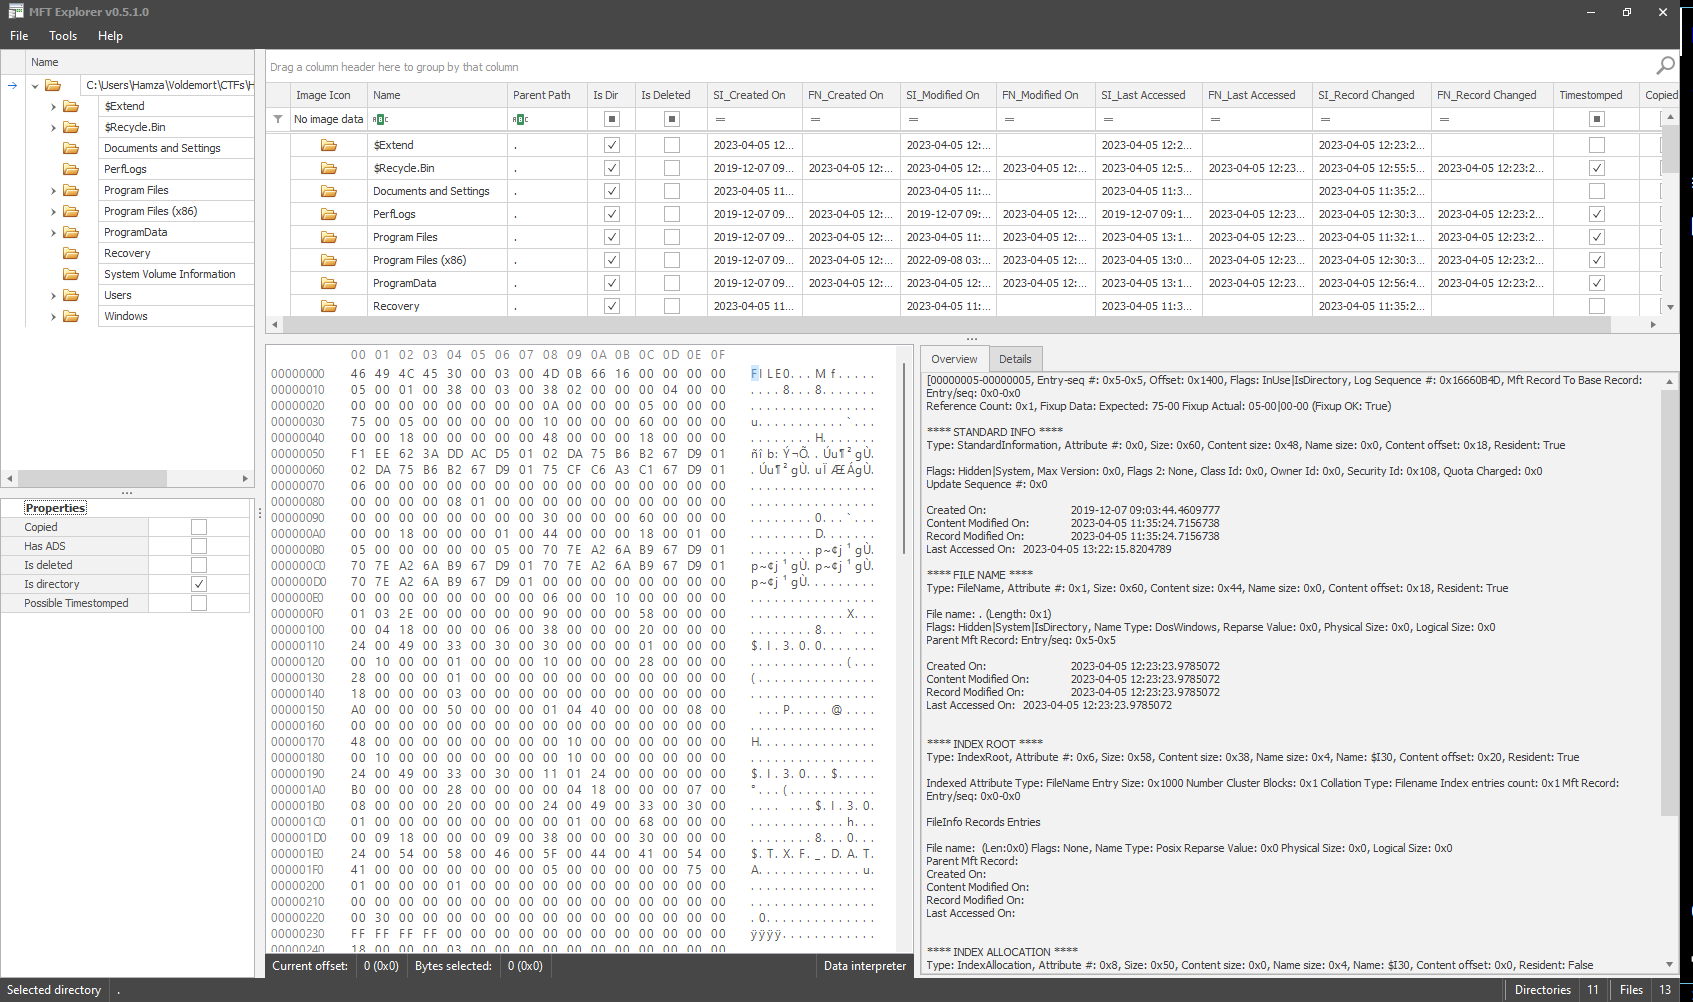 MFT Explorer v0.5.1.0
File Tools Help
Name
C:\Users\Hamza\Voldemort\CTFs\H
$Extend
$Recycle.Bin
Documents and Settings
PerfLogs
Program Files
Program Files (x86)
ProgramData
Recovery
System Volume Information
Users
Windows
Properties
Copied
Has ADS
Is deleted
Is directory
Possible Timestomped
Drag a column header here to group by that column
Image Icon Name Parent Path Is Dir Is Deleted SI_Created On FN_Created On SI_Modified On FN_Modified On SI_Last Accessed FN_Last Accessed SI_Record Changed FN_Record Changed Timestomped Copied
No image data = = = = = = = =
$Extend . 2023-04-05 12... 2023-04-05 12:... 2023-04-05 12:2... 2023-04-05 12:23:2...
$Recycle.Bin . 2019-12-07 09... 2023-04-05 12:... 2023-04-05 12:... 2023-04-05 12:... 2023-04-05 12:5... 2023-04-05 12:23... 2023-04-05 12:55:5... 2023-04-05 12:23:2...
Documents and Settings . 2023-04-05 11... 2023-04-05 11:... 2023-04-05 11:3... 2023-04-05 11:35:2...
PerfLogs . 2019-12-07 09... 2023-04-05 12:... 2019-12-07 09:... 2023-04-05 12:... 2019-12-07 09:1... 2023-04-05 12:23... 2023-04-05 12:30:3... 2023-04-05 12:23:2...
Program Files . 2019-12-07 09... 2023-04-05 12:... 2023-04-05 11:... 2023-04-05 12:... 2023-04-05 13:1... 2023-04-05 12:23... 2023-04-05 11:32:1... 2023-04-05 12:23:2...
Program Files (x86) . 2019-12-07 09... 2023-04-05 12:... 2022-09-08 03:... 2023-04-05 12:... 2023-04-05 13:0... 2023-04-05 12:23... 2023-04-05 12:30:3... 2023-04-05 12:23:2...
ProgramData . 2019-12-07 09... 2023-04-05 12:... 2023-04-05 11:... 2023-04-05 12:... 2023-04-05 13:1... 2023-04-05 12:23... 2023-04-05 12:56:4... 2023-04-05 12:23:2...
Recovery . 2023-04-05 11... 2023-04-05 11:... 2023-04-05 11:3... 2023-04-05 11:35:2...
00 01 02 03 04 05 06 07 08 09 0A 0B 0C 0D 0E 0F
00000000 46 49 4C 45 30 00 03 00 4D 0B 66 16 00 00 00 00 FILE0...Mf.....
00000010 05 00 01 00 38 00 03 00 38 02 00 00 00 04 00 00 ....8...8.......
00000020 00 00 00 00 00 00 00 00 0A 00 00 00 05 00 00 00 ................
00000030 75 00 05 00 00 00 00 00 10 00 00 00 60 00 00 00 u...........`...
00000040 00 00 18 00 00 00 00 00 48 00 00 00 18 00 00 00 ........H.......
00000050 F1 EE 62 3A DD AC D5 01 02 DA 75 B6 B2 67 D9 01 ñîb:Ý¬Õ..Úu¶²gÙ.
00000060 02 DA 75 B6 B2 67 D9 01 75 CF C6 A3 C1 67 D9 01 .Úu¶²gÙ.uÏÆ£ÁgÙ.
00000070 06 00 00 00 00 00 00 00 00 00 00 00 00 00 00 00 ................
00000080 00 00 00 00 08 01 00 00 00 00 00 00 00 00 00 00 ................
00000090 00 00 00 00 00 00 00 00 30 00 00 00 60 00 00 00 ........0...`...
000000A0 00 00 18 00 00 00 01 00 44 00 00 00 18 00 01 00 ........D.......
000000B0 05 00 00 00 00 00 05 00 70 7E A2 6A B9 67 D9 01 ........p~¢j¹gÙ.
000000C0 70 7E A2 6A B9 67 D9 01 70 7E A2 6A B9 67 D9 01 p~¢j¹gÙ.p~¢j¹gÙ.
000000D0 70 7E A2 6A B9 67 D9 01 00 00 00 00 00 00 00 00 p~¢j¹gÙ.........
000000E0 00 00 00 00 00 00 00 00 06 00 00 10 00 00 00 00 ................
000000F0 01 03 2E 00 00 00 00 00 90 00 00 00 58 00 00 00 ............X...
00000100 00 04 18 00 00 00 06 00 38 00 00 00 20 00 00 00 ........8... ...
00000110 24 00 49 00 33 00 30 00 30 00 00 00 01 00 00 00 $.I.3.0.0.......
00000120 00 10 00 00 01 00 00 00 10 00 00 00 28 00 00 00 ............(...
00000130 28 00 00 00 01 00 00 00 00 00 00 00 00 00 00 00 (...............
00000140 18 00 00 00 03 00 00 00 00 00 00 00 00 00 00 00 ................
00000150 A0 00 00 00 50 00 00 00 01 04 40 00 00 00 08 00 ....P.....@.....
00000160 00 00 00 00 00 00 00 00 00 00 00 00 00 00 00 00 ................
00000170 48 00 00 00 00 00 00 00 00 10 00 00 00 00 00 00 H...............
00000180 00 10 00 00 00 00 00 00 00 10 00 00 00 00 00 00 ................
00000190 24 00 49 00 33 00 30 00 11 01 24 00 00 00 00 00 $.I.3.0...$.....
000001A0 B0 00 00 00 28 00 00 00 00 04 18 00 00 00 07 00 °...(...........
000001B0 08 00 00 00 20 00 00 00 24 00 49 00 33 00 30 00 .... ...$.I.3.0.
000001C0 01 00 00 00 00 00 00 00 00 01 00 00 68 00 00 00 ............h...
000001D0 00 09 18 00 00 00 09 00 38 00 00 00 30 00 00 00 ........8...0...
000001E0 24 00 54 00 58 00 46 00 5F 00 44 00 41 00 54 00 $.T.X.F._.D.A.T.
000001F0 41 00 00 00 00 00 00 00 05 00 00 00 00 00 75 00 A.............u.
00000200 01 00 00 00 01 00 00 00 00 00 00 00 00 00 00 00 ................
00000210 00 00 00 00 00 00 00 00 00 00 00 00 00 00 00 00 ................
00000220 00 30 00 00 00 00 00 00 00 00 00 00 00 00 00 00 .0..............
00000230 FF FF FF FF 00 00 00 00 00 00 00 00 00 00 00 00 ÿÿÿÿ............
00000240 18 00 00 00 03 00 00 00 00 00 00 00 00 00 00 00
Current offset: 0 (0x0) Bytes selected: 0 (0x0) Data interpreter
Overview Details
[00000005-00000005, Entry-seq #: 0x5-0x5, Offset: 0x1400, Flags: InUse|IsDirectory, Log Sequence #: 0x16660B4D, Mft Record To Base Record:
Entry/seq: 0x0-0x0
Reference Count: 0x1, Fixup Data: Expected: 75-00 Fixup Actual: 05-00|00-00 (Fixup OK: True)
**** STANDARD INFO ****
Type: StandardInformation, Attribute #: 0x0, Size: 0x60, Content size: 0x48, Name size: 0x0, Content offset: 0x18, Resident: True
Flags: Hidden|System, Max Version: 0x0, Flags 2: None, Class Id: 0x0, Owner Id: 0x0, Security Id: 0x108, Quota Charged: 0x0
Update Sequence #: 0x0
Created On: 2019-12-07 09:03:44.4609777
Content Modified On: 2023-04-05 11:35:24.7156738
Record Modified On: 2023-04-05 11:35:24.7156738
Last Accessed On: 2023-04-05 13:22:15.8204789
**** FILE NAME ****
Type: FileName, Attribute #: 0x1, Size: 0x60, Content size: 0x44, Name size: 0x0, Content offset: 0x18, Resident: True
File name: . (Length: 0x1)
Flags: Hidden|System|IsDirectory, Name Type: DosWindows, Reparse Value: 0x0, Physical Size: 0x0, Logical Size: 0x0
Parent Mft Record: Entry/seq: 0x5-0x5
Created On: 2023-04-05 12:23:23.9785072
Content Modified On: 2023-04-05 12:23:23.9785072
Record Modified On: 2023-04-05 12:23:23.9785072
Last Accessed On: 2023-04-05 12:23:23.9785072
**** INDEX ROOT ****
Type: IndexRoot, Attribute #: 0x6, Size: 0x58, Content size: 0x38, Name size: 0x4, Name: $I30, Content offset: 0x20, Resident: True
Indexed Attribute Type: FileName Entry Size: 0x1000 Number Cluster Blocks: 0x1 Collation Type: Filename Index entries count: 0x1 Mft Record:
Entry/seq: 0x0-0x0
FileInfo Records Entries
File name: (Len:0x0) Flags: None, Name Type: Posix Reparse Value: 0x0 Physical Size: 0x0, Logical Size: 0x0
Parent Mft Record:
Created On:
Content Modified On:
Record Modified On:
Last Accessed On:
**** INDEX ALLOCATION ****
Type: IndexAllocation, Attribute #: 0x8, Size: 0x50, Content size: 0x0, Name size: 0x4, Name: $I30, Content offset: 0x0, Resident: False
Selected directory . Directories 11 Files 13